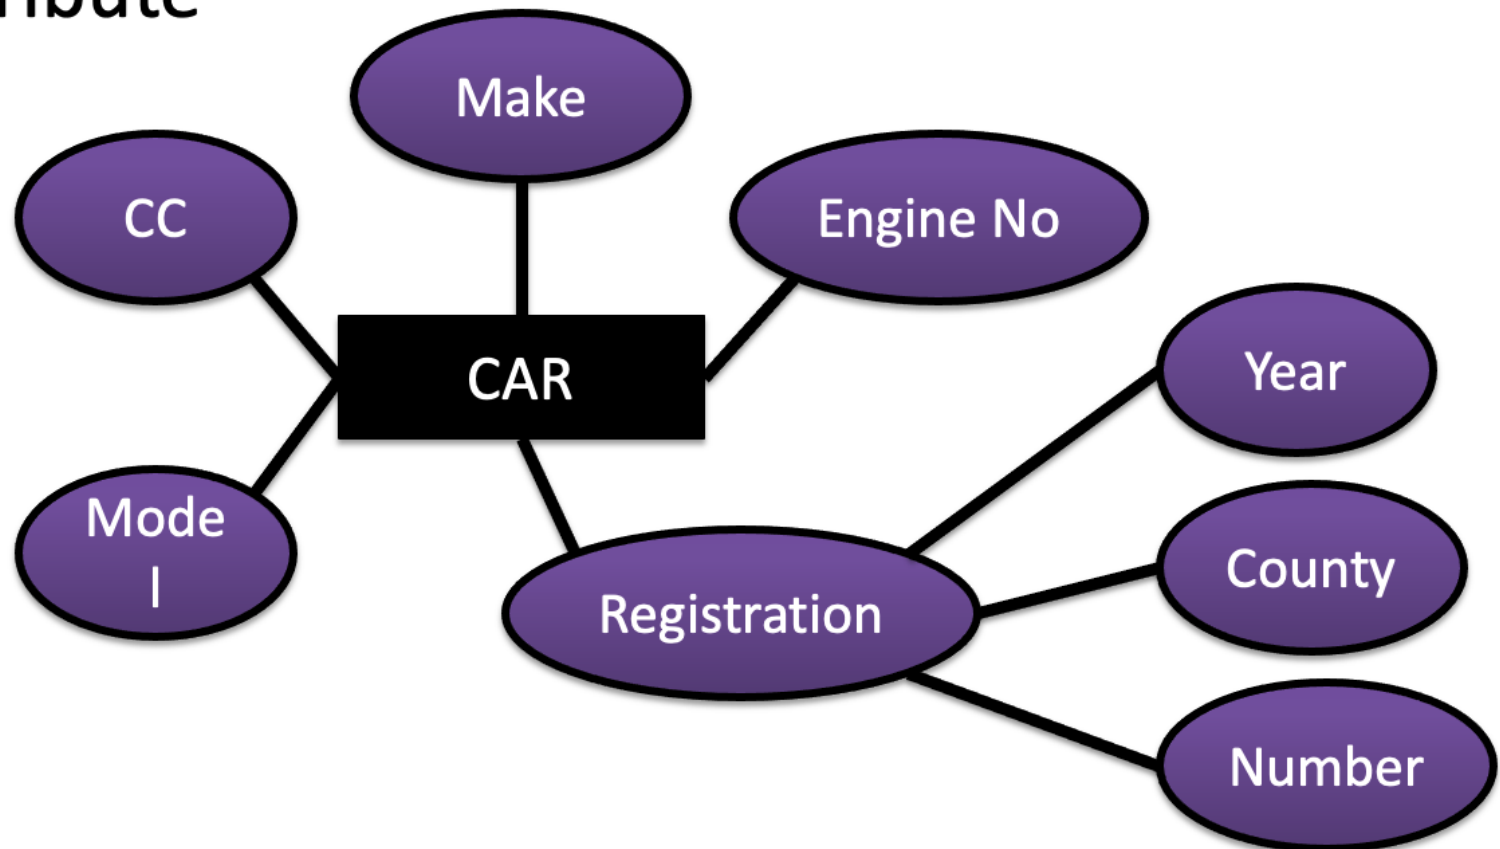 Make
CC
Engine No
CAR
Year
Mode
l
County
Registration
Number